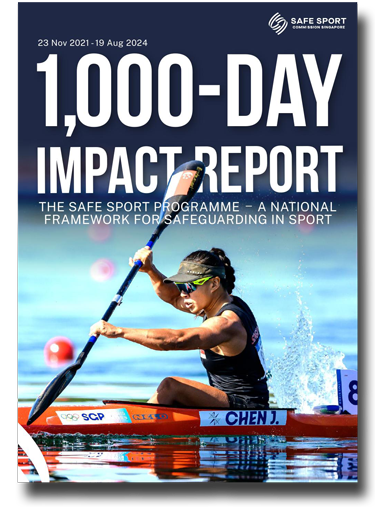 SAFE SPORT
COMMISSION SINGAPORE
23 Nov 2021 - 19 Aug 2024
1,000-DAY
IMPACT REPORT
THE SAFE SPORT PROGRAMME – A NATIONAL
FRAMEWORK FOR SAFEGUARDING IN SPORT
8
SCP
CHEN J.